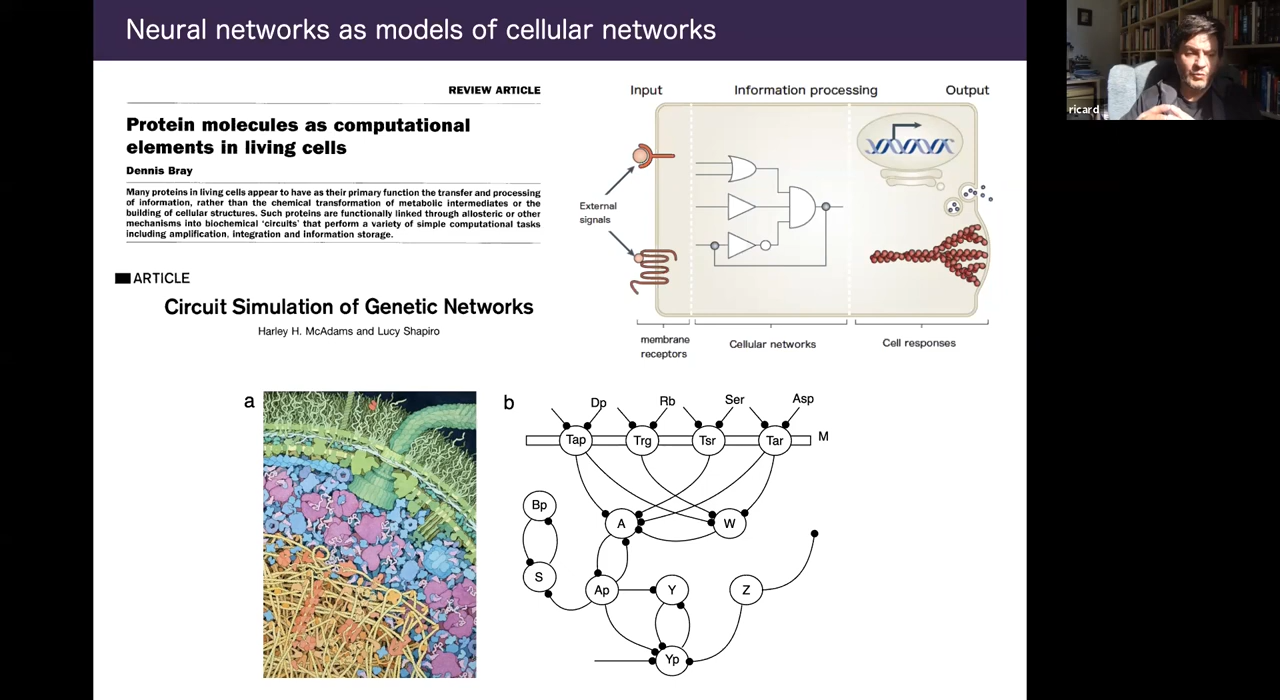 Neural networks as models of cellular networks
ricard
REVIEW ARTICLE
Protein molecules as computational
elements in living cells
Dennis Bray
Many proteins in living cells appear to have as their primary function the transfer and processing
of information, rather than the chemical transformation of metabolic intermediates or the
building of cellular structures. Such proteins are functionally linked through allosteric or other
mechanisms into biochemical 'circuits' that perform a variety of simple computational tasks
including amplification, integration and information storage.
ARTICLE
Circuit Simulation of Genetic Networks
Harley H. McAdams and Lucy Shapiro
Input
Information processing
Output
External
signals
membrane
receptors
Cellular networks
Cell responses
a
b
Dp
Rb
Ser
Asp
Tap
Trg
Tsr
Tar
M
Bp
A
W
S
Ap
Y
Z
Yp